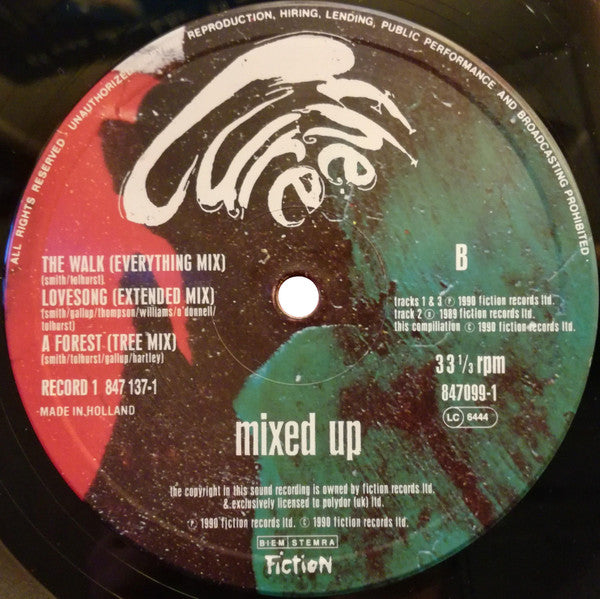 ALL RIGHTS RESERVED · UNAUTHORIZED REPRODUCTION, HIRING, LENDING, PUBLIC PERFORMANCE AND BROADCASTING PROHIBITED.
The Cure
THE WALK (EVERYTHING MIX)
(smith/tolhurst)
LOVESONG (EXTENDED MIX)
(smith/gallup/thompson/williams/o'donnell/
tolhurst)
A FOREST (TREE MIX)
(smith/tolhurst/gallup/hartley)
RECORD 1 847 137-1
MADE IN HOLLAND
B
tracks 1 & 3 ℗ 1990 fiction records ltd.
track 2 ℗ 1989 fiction records ltd.
this compilation © 1990 fiction records ltd.
33 1/3 rpm
847099-1
LC 6444
mixed up
the copyright in this sound recording is owned by fiction records ltd.
& exclusively licensed to polydor (uk) ltd.
℗ 1990 fiction records ltd. © 1990 fiction records ltd.
BIEM STEMRA
Fiction